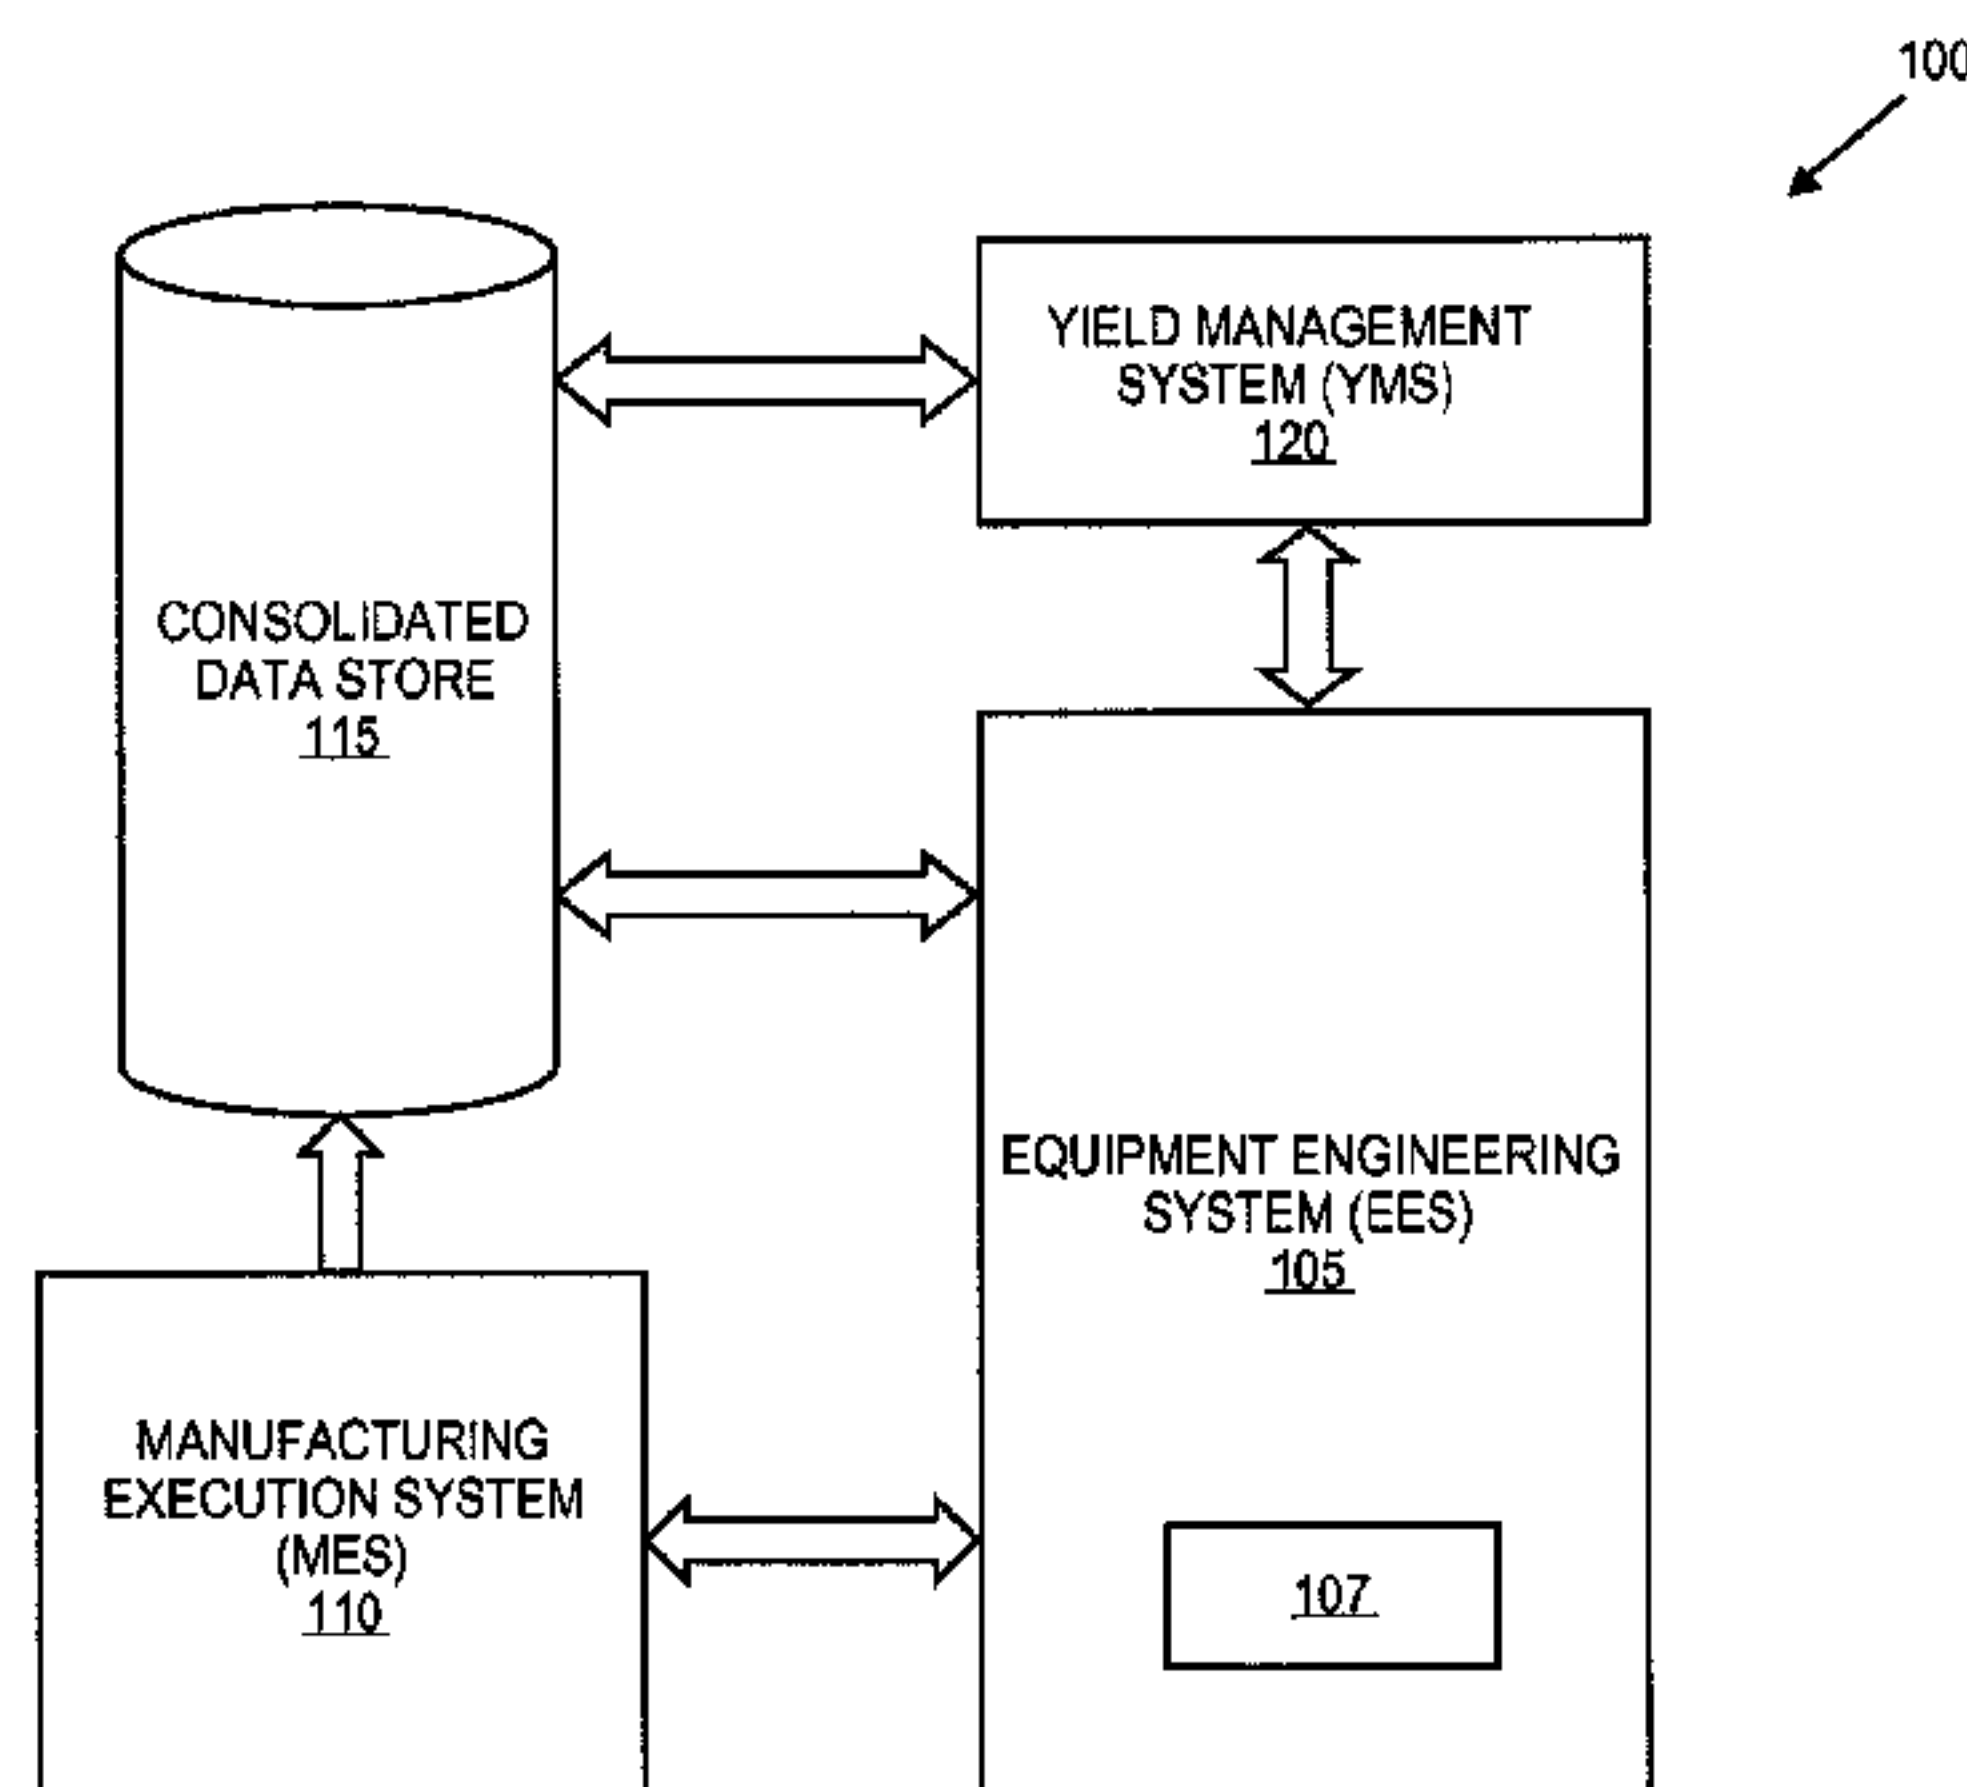 100
YIELD MANAGEMENT
SYSTEM (YMS)
120
CONSOLIDATED
DATA STORE
115
EQUIPMENT ENGINEERING
SYSTEM (EES)
105
MANUFACTURING
EXECUTION SYSTEM
(MES)
110
107